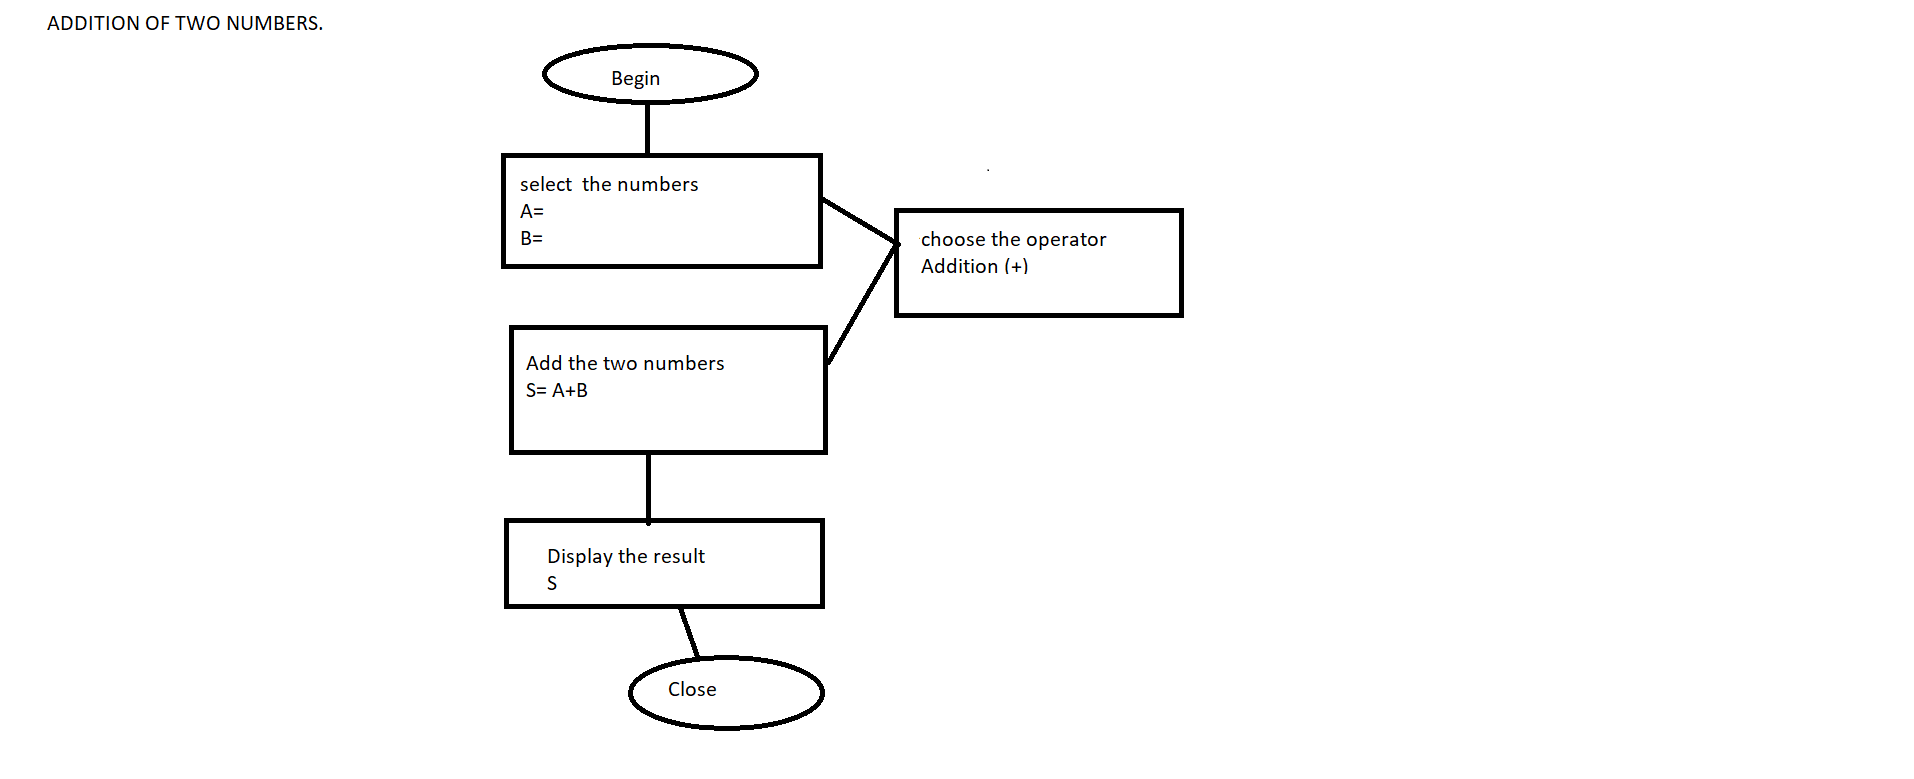 ADDITION OF TWO NUMBERS.
Begin
select  the numbers
A=
B=
choose the operator
Addition (+)
Add the two numbers
S= A+B
Display the result
S
Close